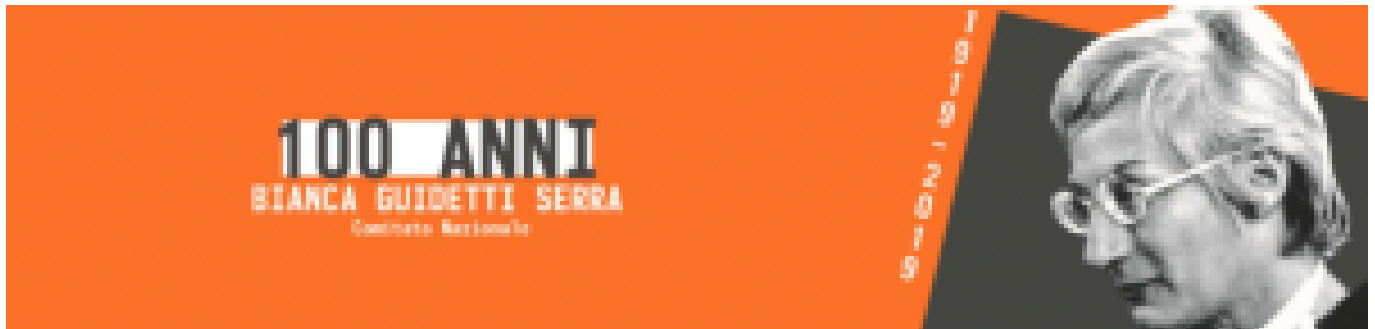 100 ANNI
BIANCA GUIDETTI SERRA
Comitato Nazionale
1919 / 2019